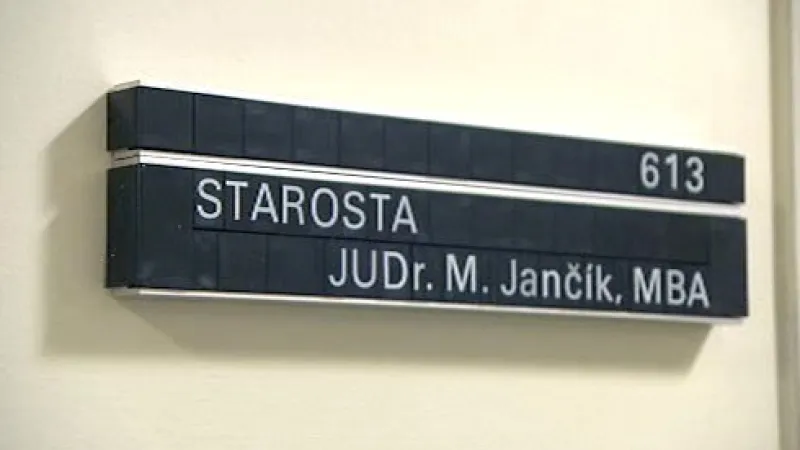 613
STAROSTA
JUDr. M. Jančík, MBA